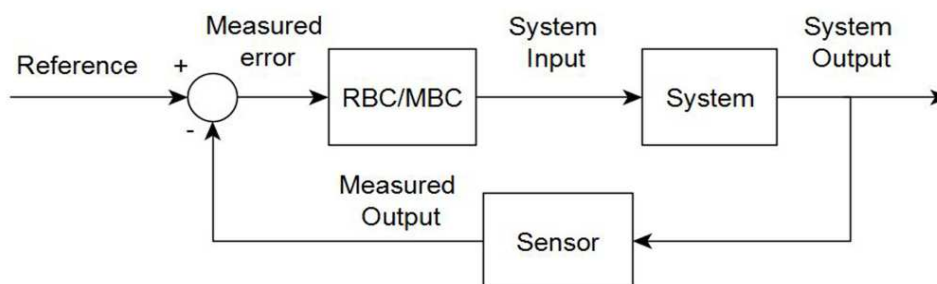 Reference
+
-
Measured
error
RBC/MBC
System
Input
System
System
Output
Measured
Output
Sensor